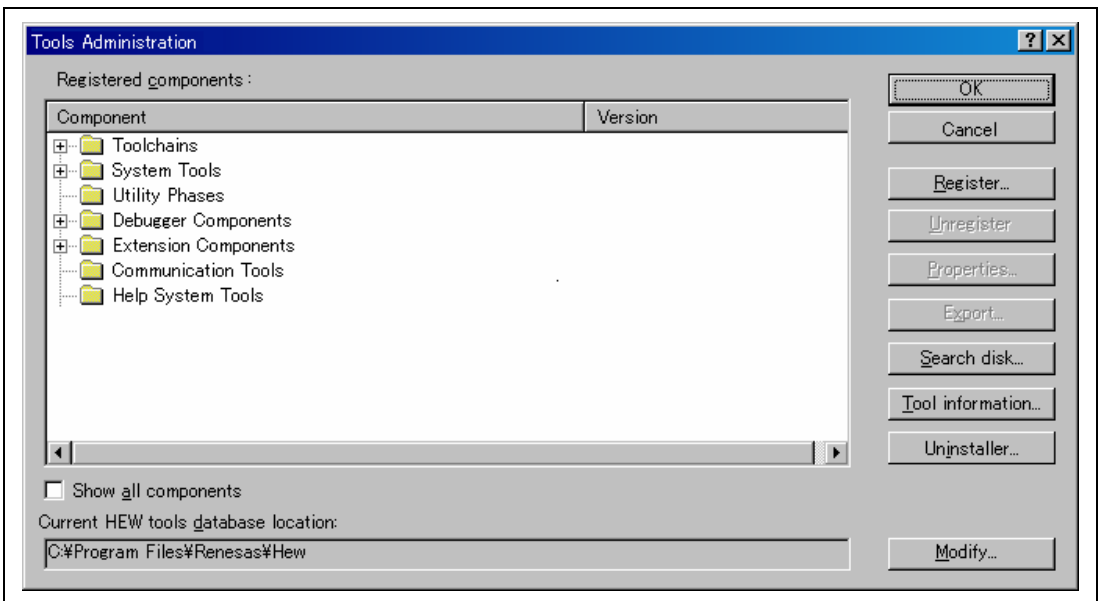 Tools Administration
Registered components :
Component Version
Toolchains
System Tools
Utility Phases
Debugger Components
Extension Components
Communication Tools
Help System Tools
Show all components
Current HEW tools database location:
C:¥Program Files¥Renesas¥Hew
OK
Cancel
Register...
Unregister
Properties...
Export...
Search disk...
Tool information...
Uninstaller...
Modify...